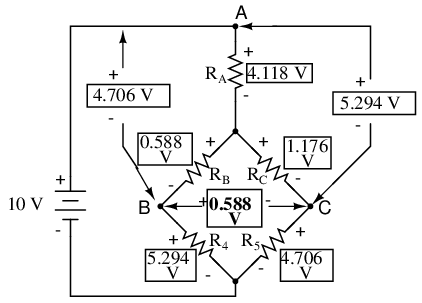 A
+
R_A 4.118 V
-
+
4.706 V
-
+
5.294 V
-
0.588 V
+
-
R_B
+
1.176 V
R_C
-
+
10 V
-
B
+ 0.588 V -
C
+
R_4
5.294 V
-
+
R_5
4.706 V
-